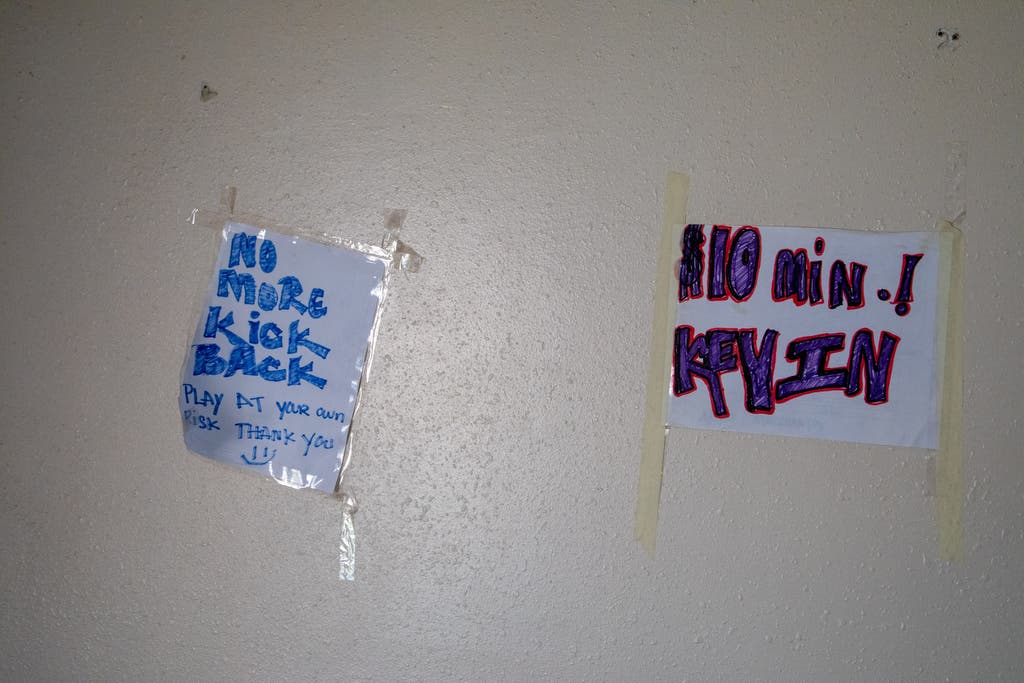 NO
MORE
KicK
BACK
PLAY AT your own
RISK THANK YOU
$10 MiN.!
KEVIN